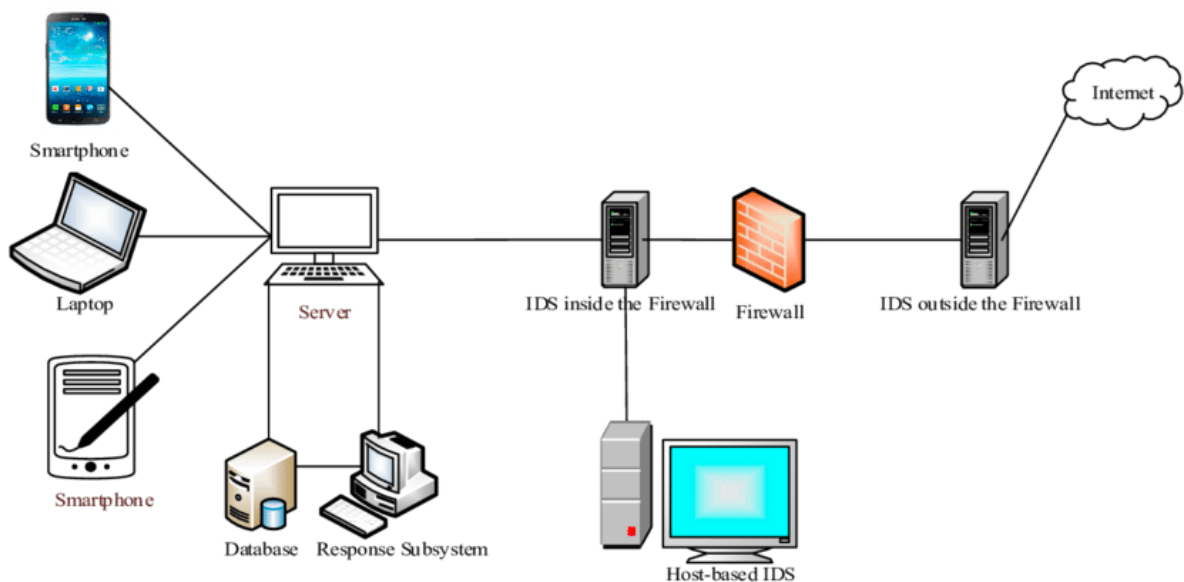 Internet
Smartphone
Laptop
Server
IDS inside the Firewall
Firewall
IDS outside the Firewall
Smartphone
Database
Response Subsystem
Host-based IDS